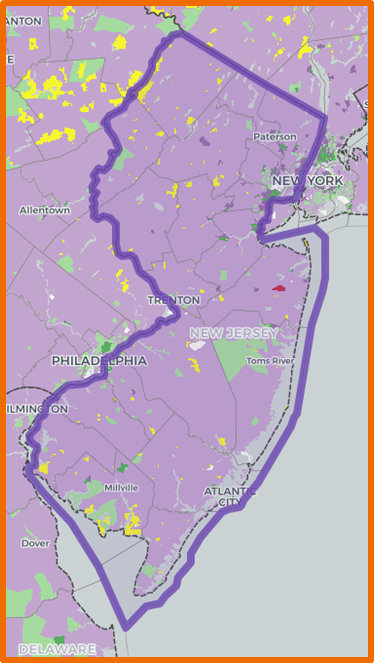 ANTON
E
Paterson
NEW YORK
Allentown
TRENTON
NEW JERSEY
PHILADELPHIA
Toms River
ILMINGTON
Millville
ATLANTIC
CITY
Dover
DELAWARE
S